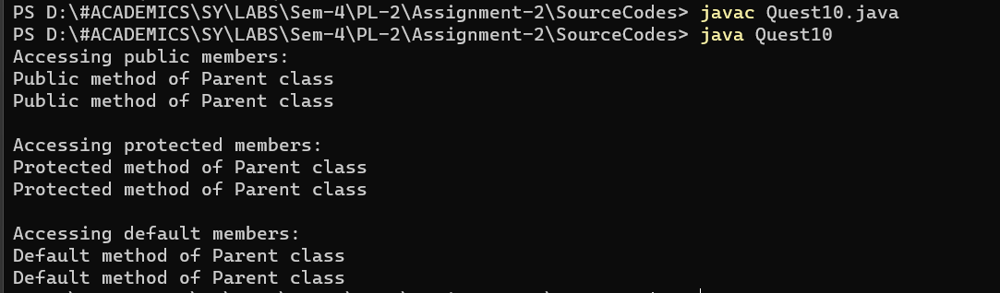 PS D:\#ACADEMICS\SY\LABS\Sem-4\PL-2\Assignment-2\SourceCodes> javac Quest10.java
PS D:\#ACADEMICS\SY\LABS\Sem-4\PL-2\Assignment-2\SourceCodes> java Quest10
Accessing public members:
Public method of Parent class
Public method of Parent class

Accessing protected members:
Protected method of Parent class
Protected method of Parent class

Accessing default members:
Default method of Parent class
Default method of Parent class